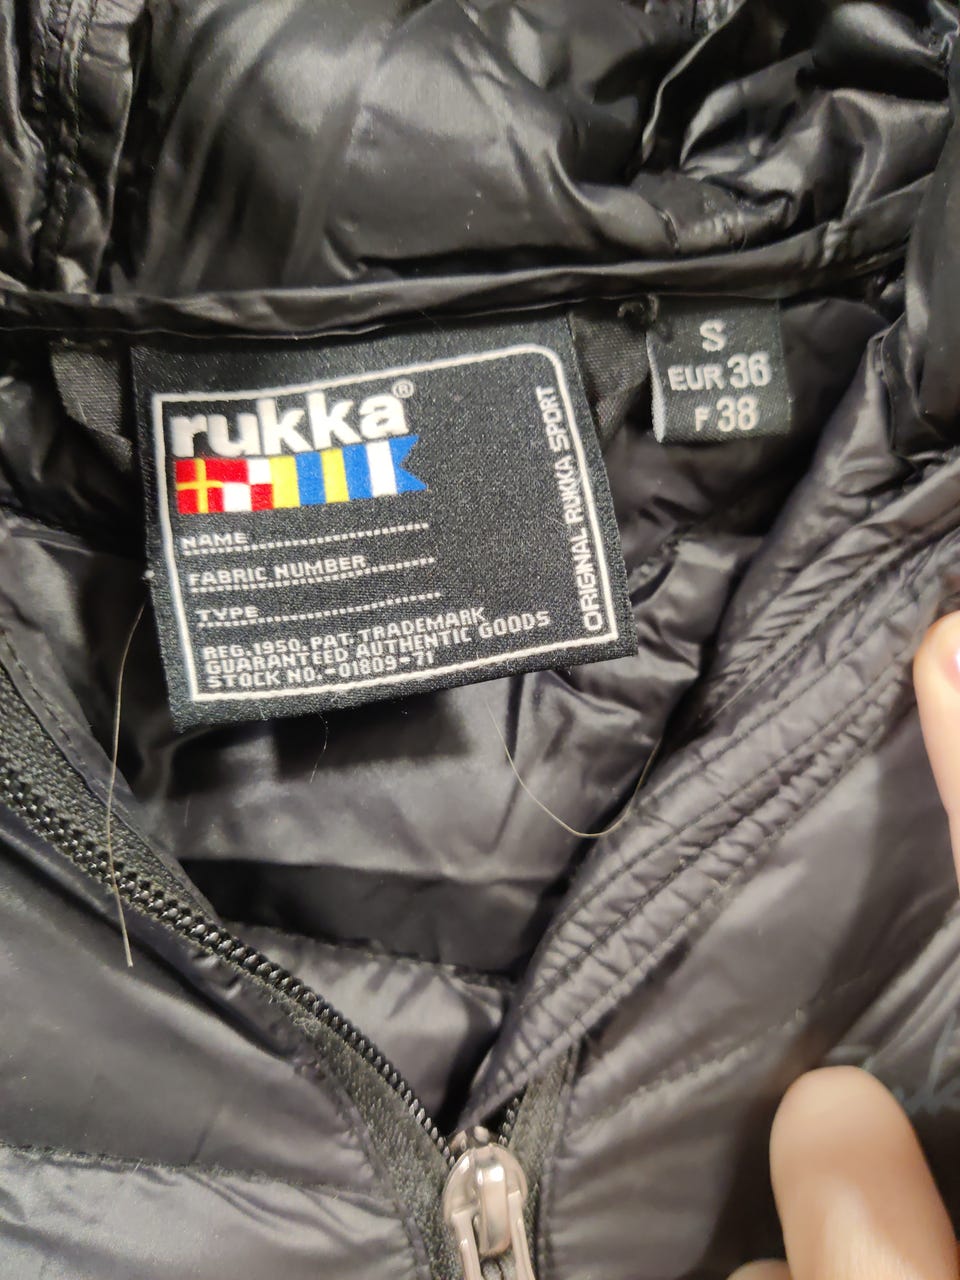 rukka®
NAME
FABRIC NUMBER
TYPE
REG.1950.PAT.TRADEMARK
GUARANTEED AUTHENTIC GOODS
STOCK NO.-01809-71
ORIGINAL RUKKA SPORT
S
EUR 36
F 38